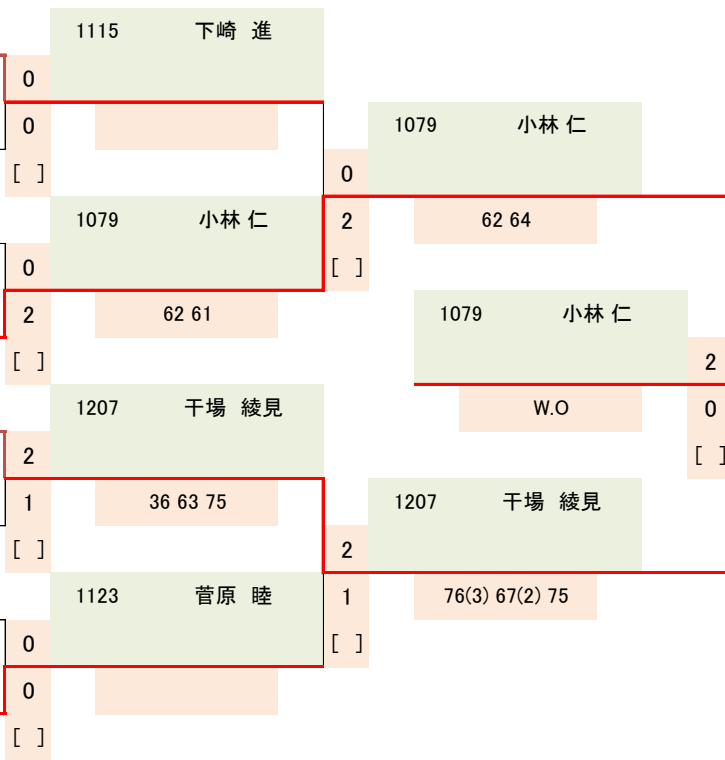 1115 下崎 進
0
0
[ ]
1079 小林 仁
0
2
[ ]
1079 小林 仁
0
2 62 64
[ ]
2 62 61
[ ]
1079 小林 仁
2
W.O 0
[ ]
1207 干場 綾見
2
1 36 63 75
[ ]
1207 干場 綾見
2
1 76(3) 67(2) 75
[ ]
1123 菅原 睦
0
0
[ ]